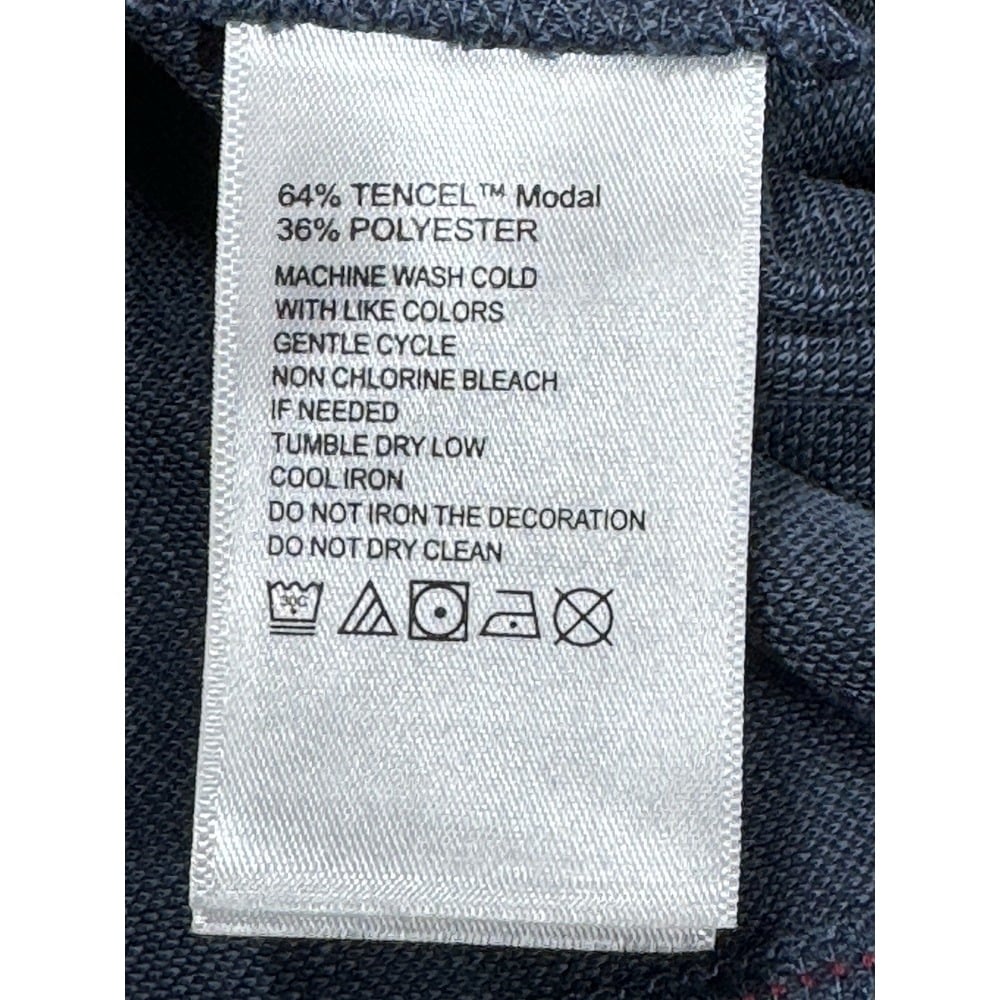 64% TENCEL™ Modal
36% POLYESTER
MACHINE WASH COLD
WITH LIKE COLORS
GENTLE CYCLE
NON CHLORINE BLEACH
IF NEEDED
TUMBLE DRY LOW
COOL IRON
DO NOT IRON THE DECORATION
DO NOT DRY CLEAN
30C